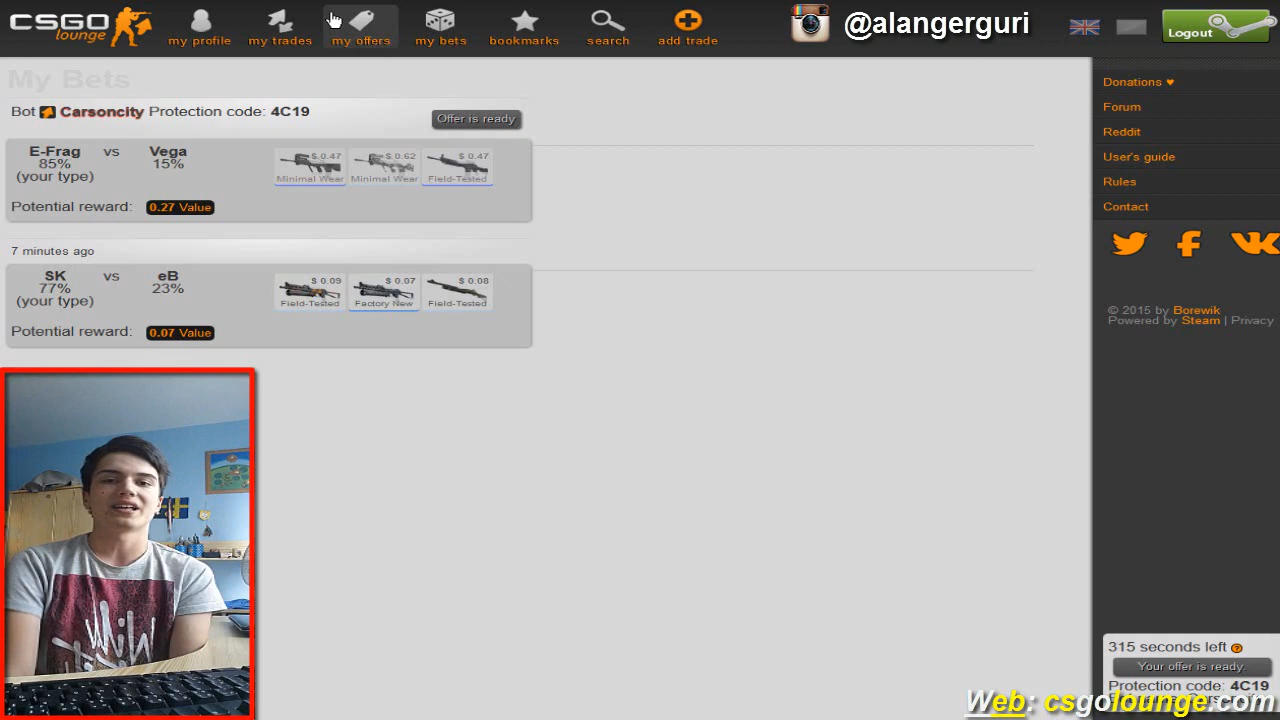 CSGO lounge
my profile
my trades
my offers
my bets
bookmarks
search
add trade
@alangerguri
Logout
My Bets
Bot Carsoncity Protection code: 4C19
Offer is ready
E-Frag vs Vega
85% 15%
(your type)
$ 0.47 $ 0.62 $ 0.47
Minimal Wear Minimal Wear Field-Tested
Potential reward: 0.27 Value
7 minutes ago
SK vs eB
77% 23%
(your type)
$ 0.09 $ 0.07 $ 0.08
Field-Tested Factory New Field-Tested
Potential reward: 0.07 Value
Donations ♥
Forum
Reddit
User's guide
Rules
Contact
© 2015 by Borewik
Powered by Steam | Privacy
315 seconds left ?
Your offer is ready.
Protection code: 4C19
Web: csgolounge.com